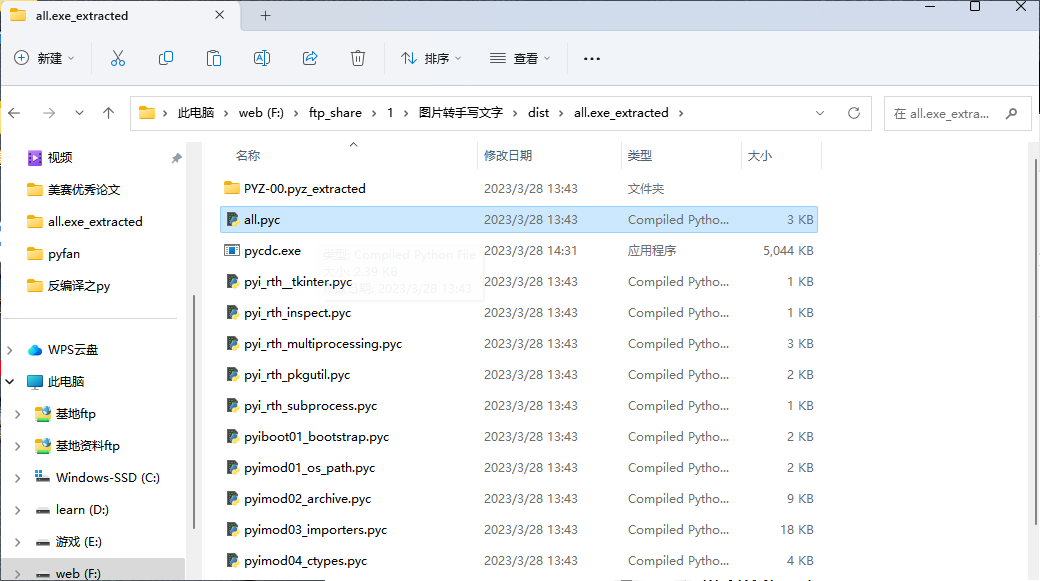 all.exe_extracted
新建
排序
查看
此电脑 > web (F:) > ftp_share > 1 > 图片转手写文字 > dist > all.exe_extracted >
在 all.exe_extra...
名称 修改日期 类型 大小
视频
美赛优秀论文
all.exe_extracted
pyfan
反编译之py
WPS云盘
此电脑
基地ftp
基地资料ftp
Windows-SSD (C:)
learn (D:)
游戏 (E:)
web (F:)
PYZ-00.pyz_extracted 2023/3/28 13:43 文件夹
all.pyc 2023/3/28 13:43 Compiled Pytho... 3 KB
pycdc.exe 2023/3/28 14:31 应用程序 5,044 KB
类型: Compiled Python File
大小: 2.39 KB
日期: 2023/3/28 13:43
pyi_rth__tkinter.pyc 2023/3/28 13:43 Compiled Pytho... 1 KB
pyi_rth_inspect.pyc 2023/3/28 13:43 Compiled Pytho... 1 KB
pyi_rth_multiprocessing.pyc 2023/3/28 13:43 Compiled Pytho... 3 KB
pyi_rth_pkgutil.pyc 2023/3/28 13:43 Compiled Pytho... 2 KB
pyi_rth_subprocess.pyc 2023/3/28 13:43 Compiled Pytho... 1 KB
pyiboot01_bootstrap.pyc 2023/3/28 13:43 Compiled Pytho... 2 KB
pyimod01_os_path.pyc 2023/3/28 13:43 Compiled Pytho... 2 KB
pyimod02_archive.pyc 2023/3/28 13:43 Compiled Pytho... 9 KB
pyimod03_importers.pyc 2023/3/28 13:43 Compiled Pytho... 18 KB
pyimod04_ctypes.pyc 2023/3/28 13:43 Compiled Pytho... 4 KB